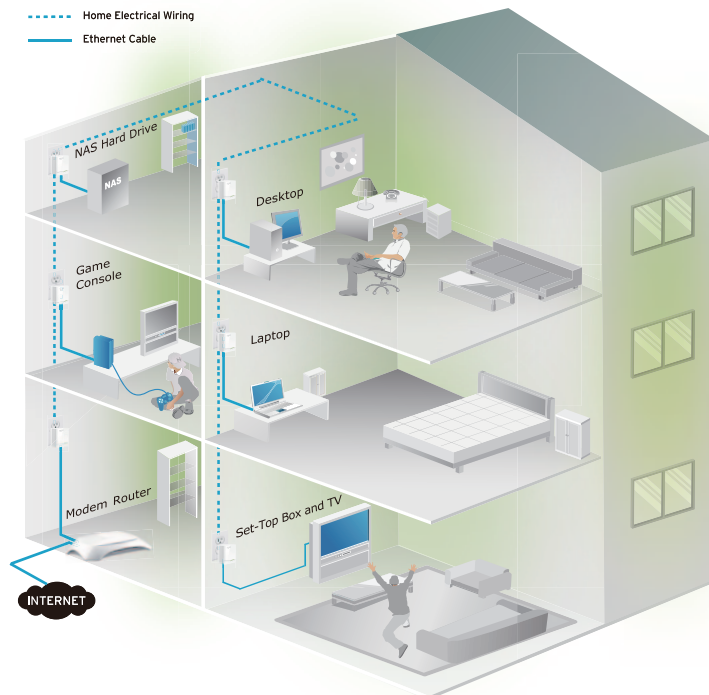 Home Electrical Wiring
Ethernet Cable
NAS Hard Drive
NAS
Desktop
Game
Console
Laptop
Modem Router
Set-Top Box and TV
INTERNET